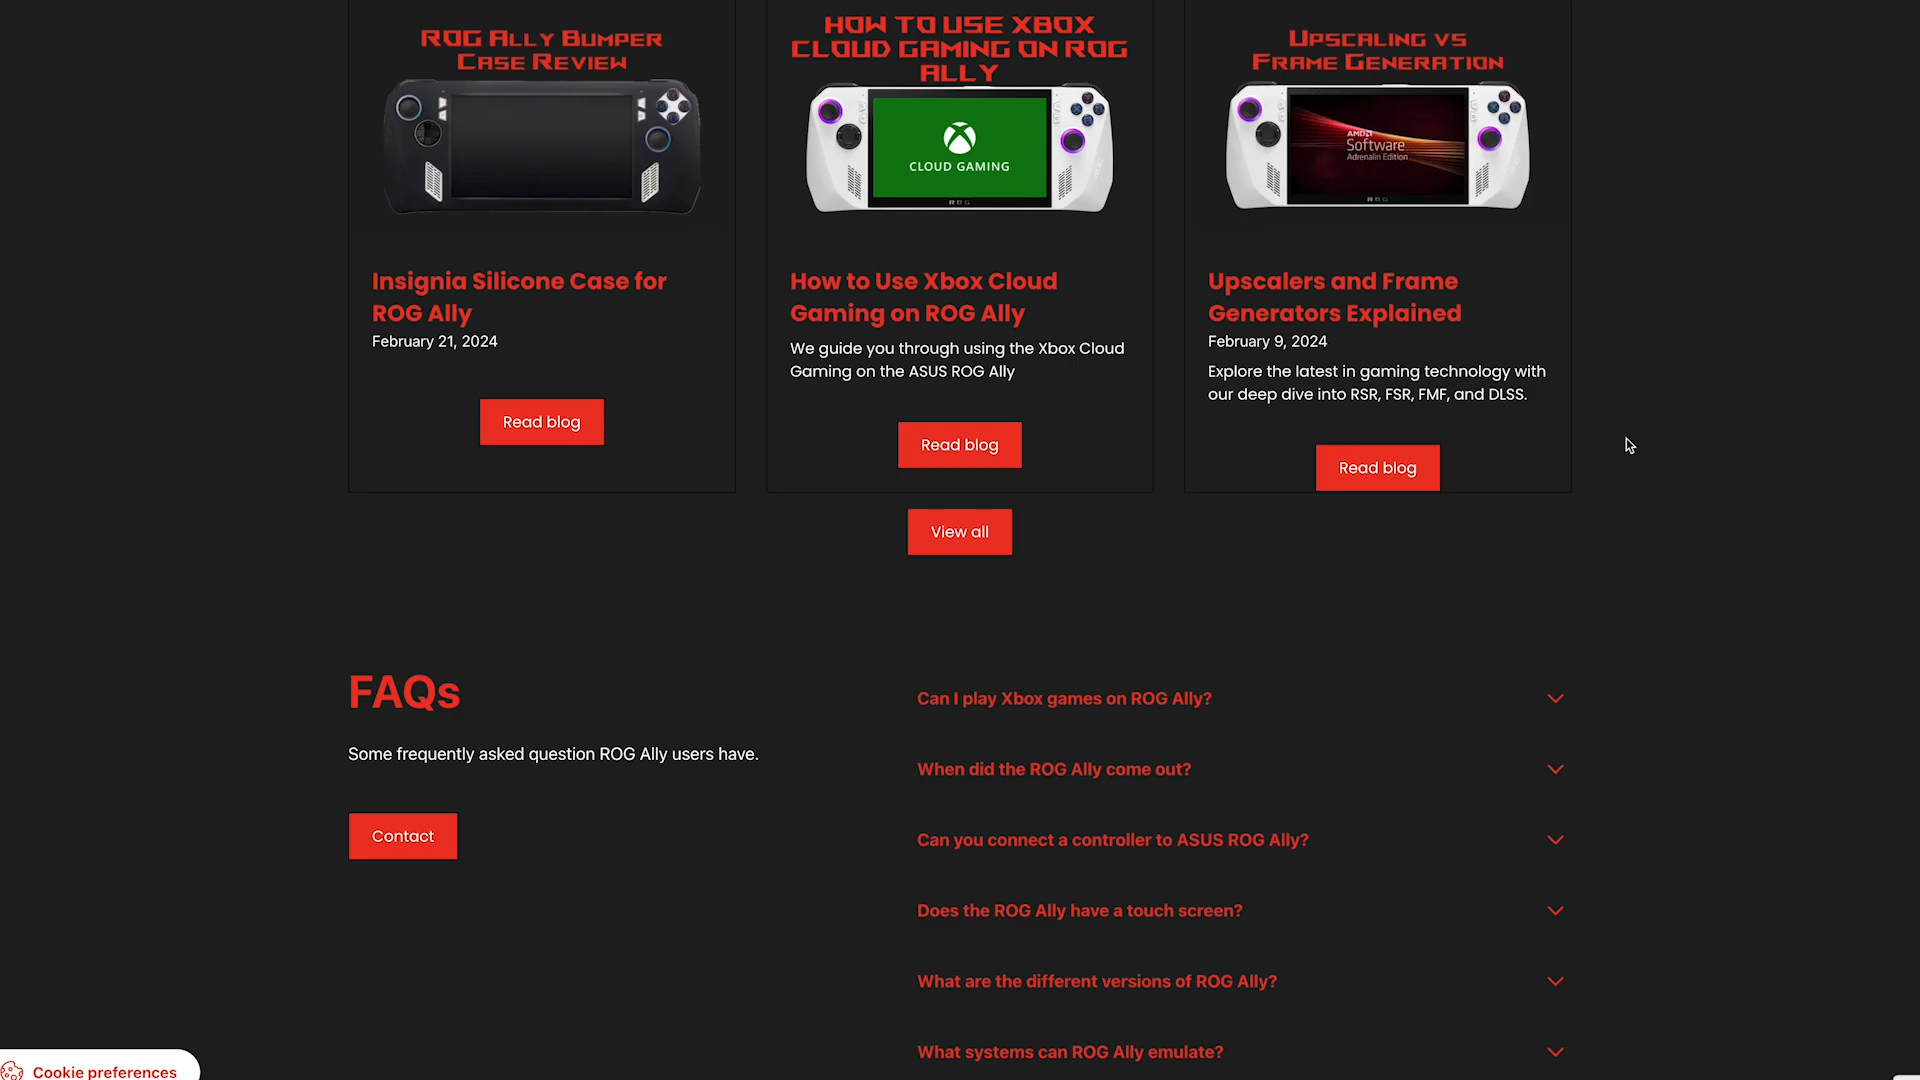 ROG Ally Bumper
Case Review
How to use Xbox
Cloud Gaming on ROG
Ally
Upscaling vs
Frame Generation
CLOUD GAMING
ROG
AMD
Software
Adrenalin Edition
ROG
Insignia Silicone Case for
ROG Ally
February 21, 2024
Read blog
How to Use Xbox Cloud
Gaming on ROG Ally
We guide you through using the Xbox Cloud
Gaming on the ASUS ROG Ally
Read blog
Upscalers and Frame
Generators Explained
February 9, 2024
Explore the latest in gaming technology with
our deep dive into RSR, FSR, FMF, and DLSS.
Read blog
View all
FAQs
Some frequently asked question ROG Ally users have.
Contact
Can I play Xbox games on ROG Ally?
When did the ROG Ally come out?
Can you connect a controller to ASUS ROG Ally?
Does the ROG Ally have a touch screen?
What are the different versions of ROG Ally?
What systems can ROG Ally emulate?
Cookie preferences